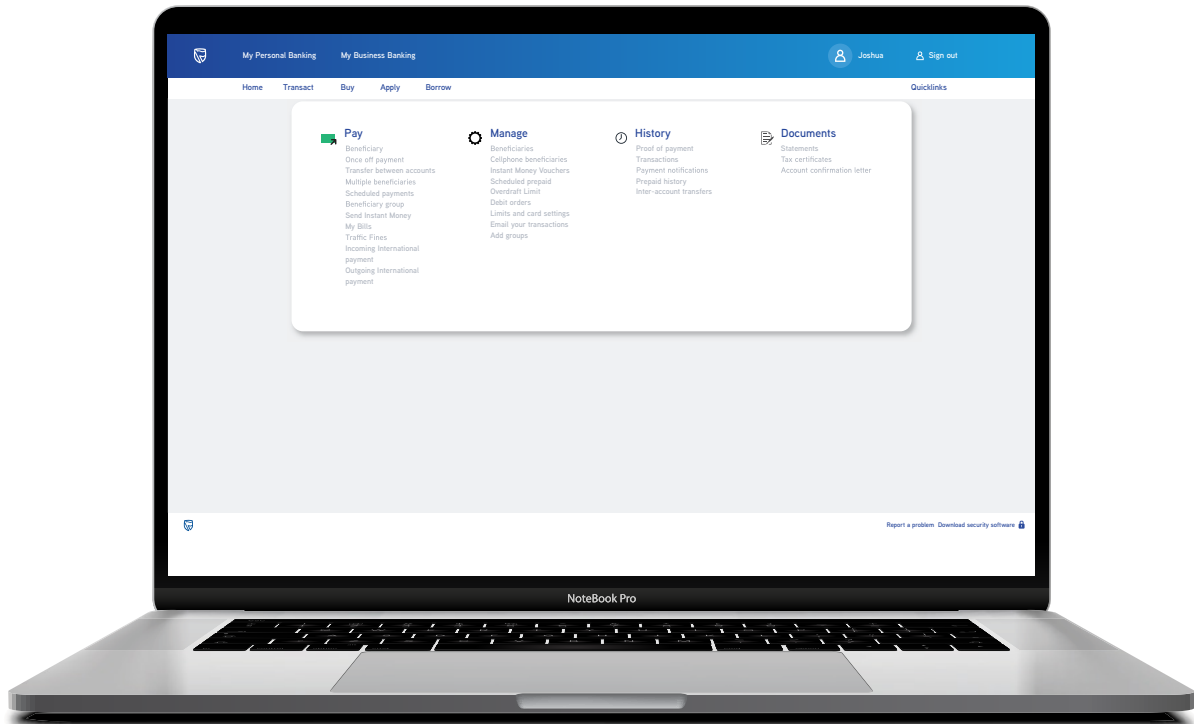 My Personal Banking
My Business Banking
Joshua
Sign out
Home
Transact
Buy
Apply
Borrow
Quicklinks
Pay
Beneficiary
Once off payment
Transfer between accounts
Multiple beneficiaries
Scheduled payments
Beneficiary group
Send Instant Money
My Bills
Traffic Fines
Incoming International
payment
Outgoing International
payment
Manage
Beneficiaries
Cellphone beneficiaries
Instant Money Vouchers
Scheduled prepaid
Overdraft Limit
Debit orders
Limits and card settings
Email your transactions
Add groups
History
Proof of payment
Transactions
Payment notifications
Prepaid history
Inter-account transfers
Documents
Statements
Tax certificates
Account confirmation letter
Report a problem
Download security software
NoteBook Pro